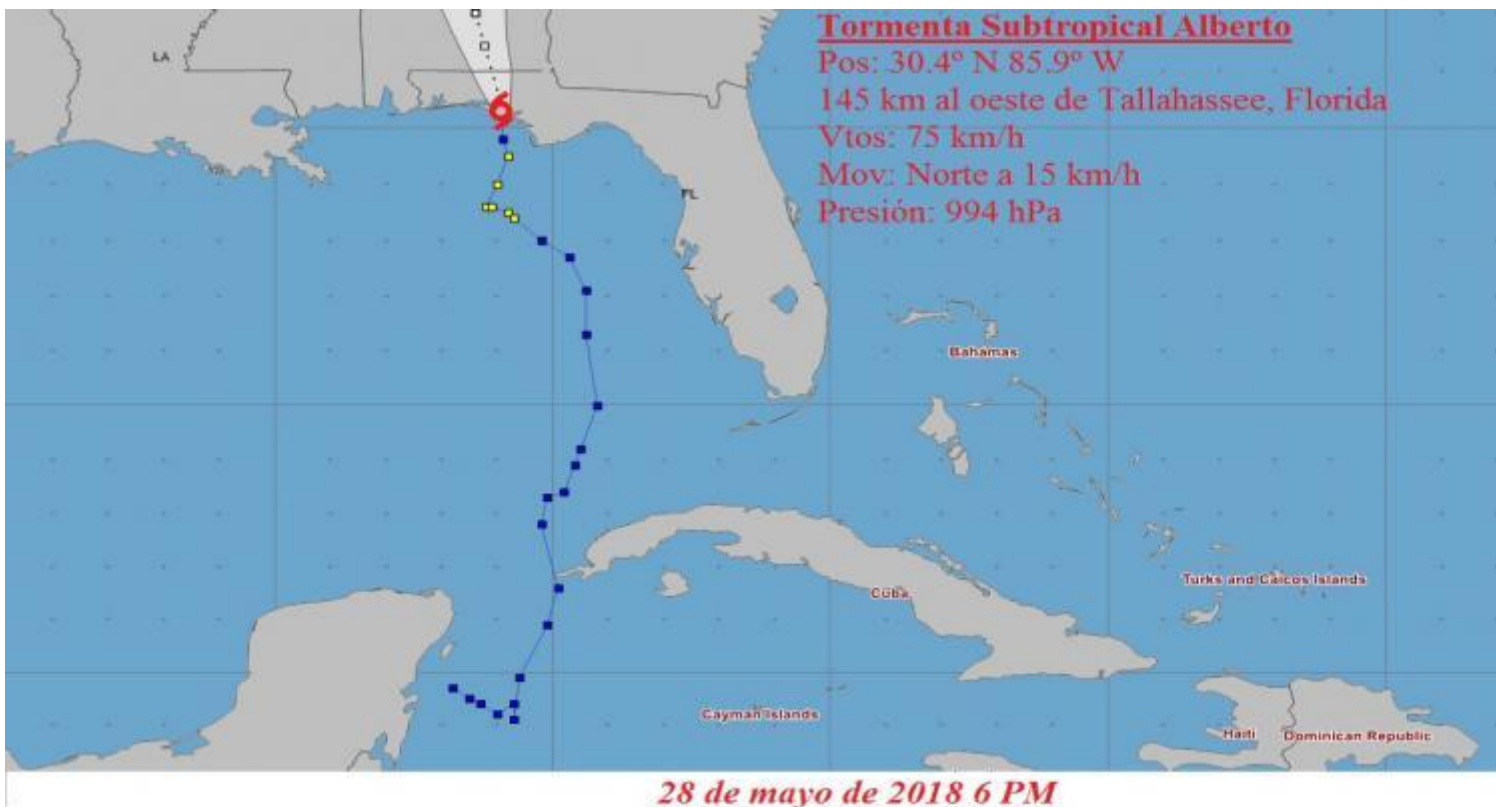 Tormenta Subtropical Alberto
Pos: 30.4º N 85.9º W
145 km al oeste de Tallahassee, Florida
Vtos: 75 km/h
Mov: Norte a 15 km/h
Presión: 994 hPa
LA
FL
Bahamas
Turks and Caicos Islands
Cuba
Cayman Islands
Haiti
Dominican Republic
28 de mayo de 2018 6 PM